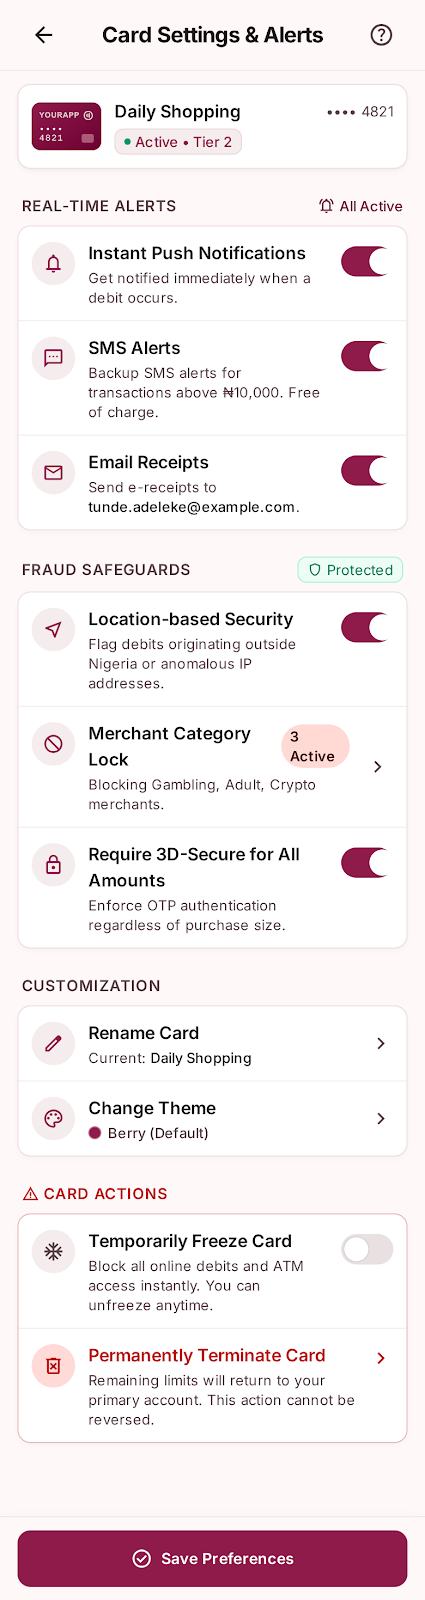 Card Settings & Alerts
YOURAPP
••••
4821
Daily Shopping
•••• 4821
Active • Tier 2
REAL-TIME ALERTS
All Active
Instant Push Notifications
Get notified immediately when a
debit occurs.
SMS Alerts
Backup SMS alerts for
transactions above ₦10,000. Free
of charge.
Email Receipts
Send e-receipts to
tunde.adeleke@example.com.
FRAUD SAFEGUARDS
Protected
Location-based Security
Flag debits originating outside
Nigeria or anomalous IP
addresses.
Merchant Category
Lock
3
Active
Blocking Gambling, Adult, Crypto
merchants.
Require 3D-Secure for All
Amounts
Enforce OTP authentication
regardless of purchase size.
CUSTOMIZATION
Rename Card
Current: Daily Shopping
Change Theme
Berry (Default)
CARD ACTIONS
Temporarily Freeze Card
Block all online debits and ATM
access instantly. You can
unfreeze anytime.
Permanently Terminate Card
Remaining limits will return to your
primary account. This action cannot be
reversed.
Save Preferences